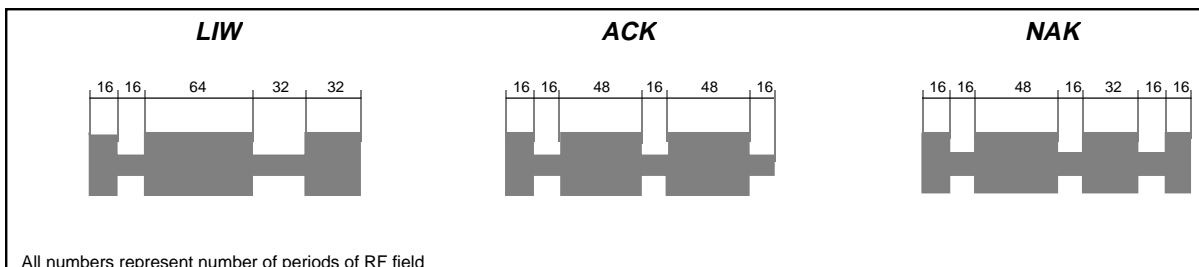 LIW ACK NAK
16 16 64 32 32 16 16 48 16 48 16 16 16 48 16 32 16 16
All numbers represent number of periods of RF field